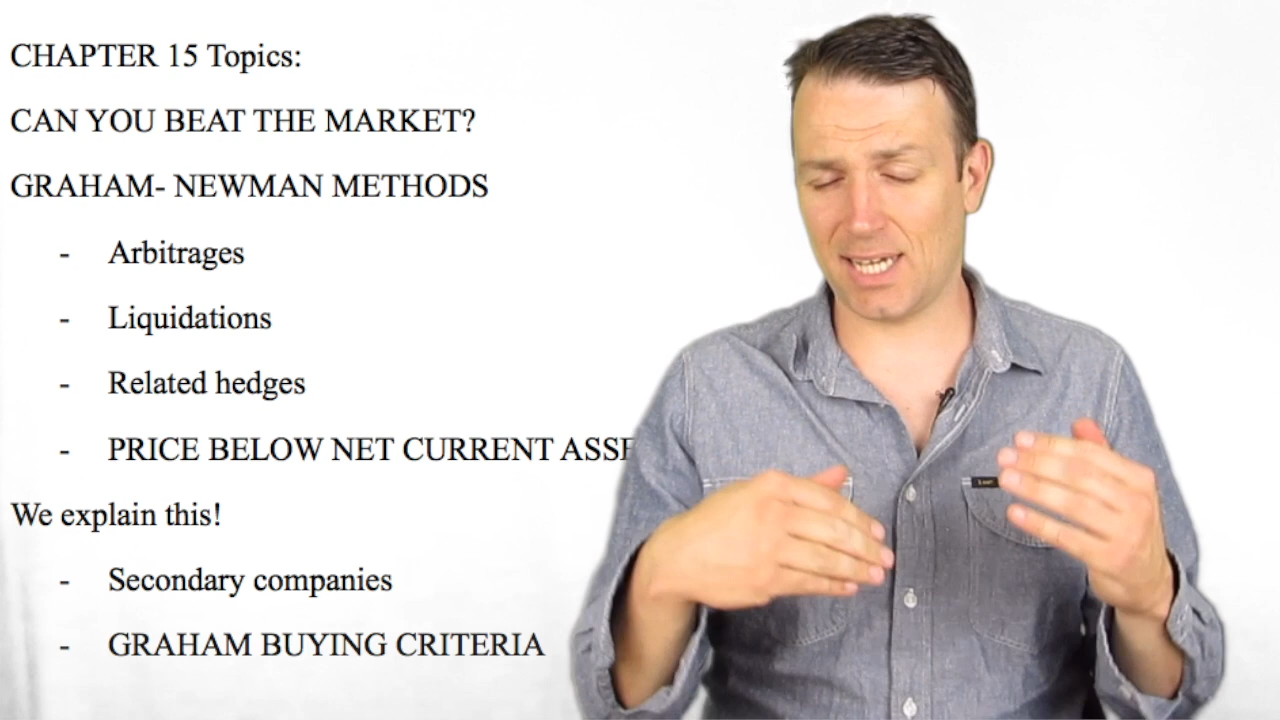 CHAPTER 15 Topics:
CAN YOU BEAT THE MARKET?
GRAHAM- NEWMAN METHODS
- Arbitrages
- Liquidations
- Related hedges
- PRICE BELOW NET CURRENT
We explain this!
- Secondary companies
- GRAHAM BUYING CRITERIA